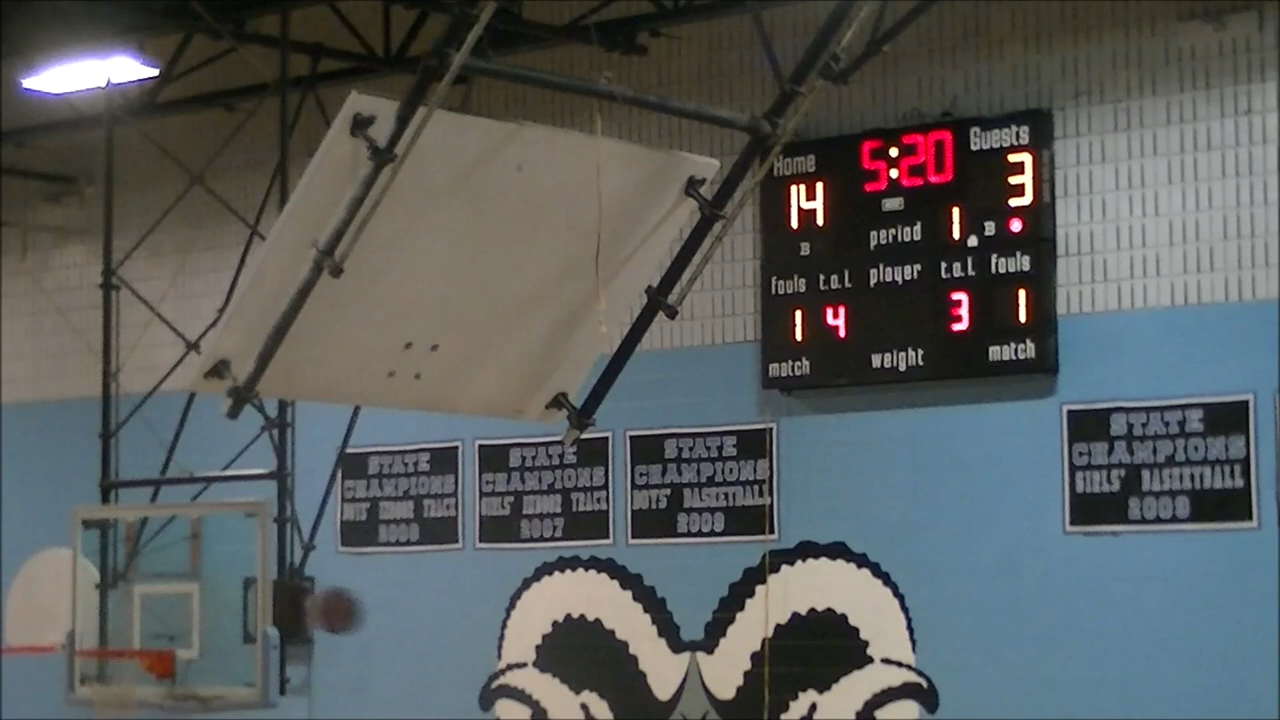 Home 5:20 Guests
14 3
period 1 B
B
fouls t.o.l. player t.o.l. fouls
1 4 3 1
match weight match
STATE
CHAMPIONS
BOYS' INDOOR TRACK
STATE
CHAMPIONS
GIRLS' INDOOR TRACK
2007
STATE
CHAMPIONS
BOYS' BASKETBALL
2009
STATE
CHAMPIONS
GIRLS' BASKETBALL
2009